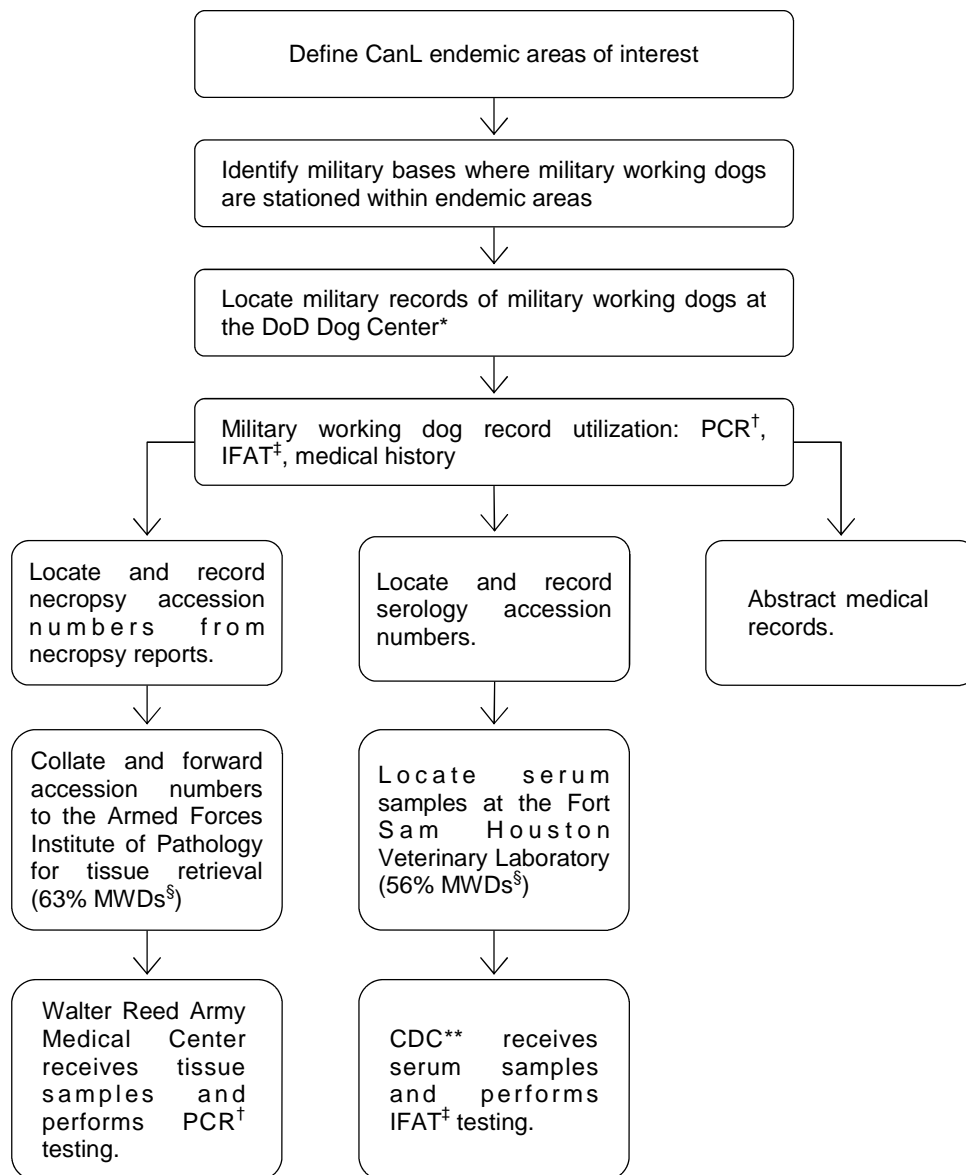 Define CanL endemic areas of interest
Identify military bases where military working dogs
are stationed within endemic areas
Locate military records of military working dogs at
the DoD Dog Center*
Military working dog record utilization: PCR†,
IFAT‡, medical history
Locate and record
necropsy accession
numbers from
necropsy reports.
Locate and record
serology accession
numbers.
Abstract medical
records.
Collate and forward
accession numbers
to the Armed Forces
Institute of Pathology
for tissue retrieval
(63% MWDs§)
Locate serum
samples at the Fort
Sam Houston
Veterinary Laboratory
(56% MWDs§)
Walter Reed Army
Medical Center
receives tissue
samples and
performs PCR†
testing.
CDC** receives
serum samples
and performs
IFAT‡ testing.